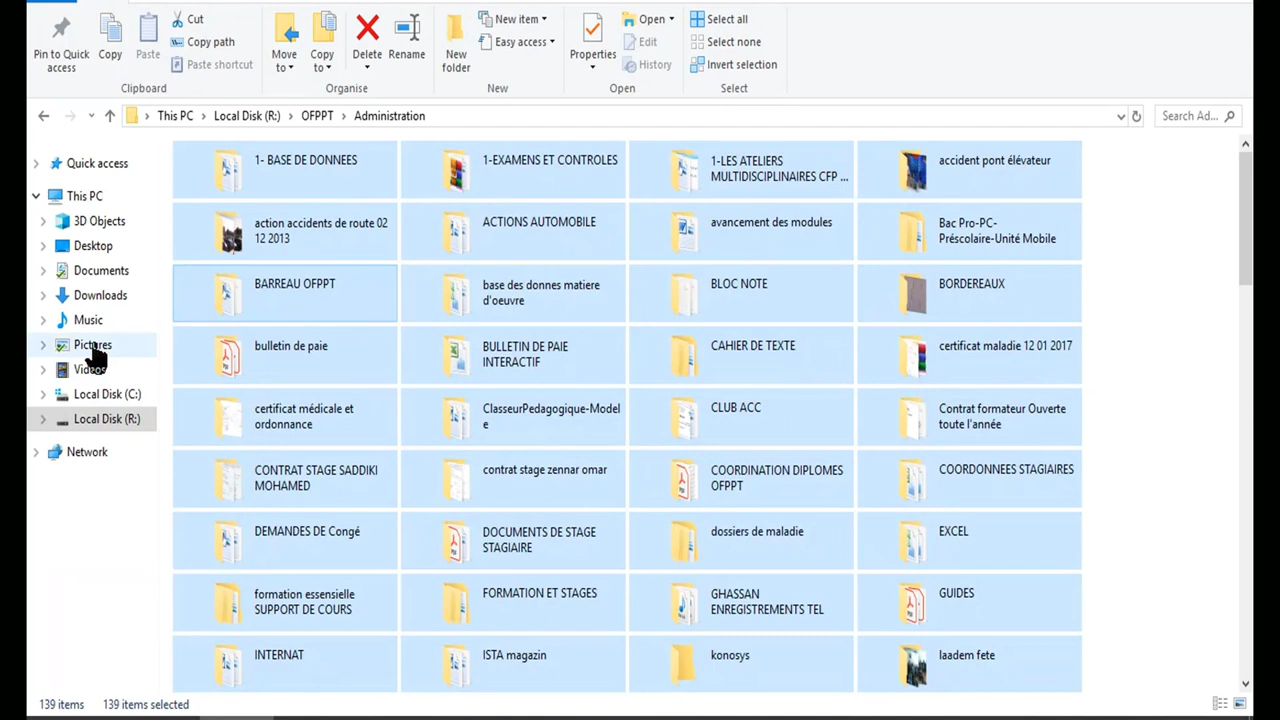 Cut
New item
Open
Select all
Copy path
Easy access
Edit
Select none
Pin to Quick access
Copy
Paste
Paste shortcut
Move to
Copy to
Delete
Rename
New folder
Properties
History
Invert selection
Clipboard
Organise
New
Open
Select
This PC
Local Disk (R:)
OFPPT
Administration
Search Ad...
Quick access
This PC
3D Objects
Desktop
Documents
Downloads
Music
Pictures
Videos
Local Disk (C:)
Local Disk (R:)
Network
1- BASE DE DONNEES
1-EXAMENS ET CONTROLES
1-LES ATELIERS
MULTIDISCIPLINAIRES CFP ...
accident pont élévateur
action accidents de route 02
12 2013
ACTIONS AUTOMOBILE
avancement des modules
Bac Pro-PC-
Préscolaire-Unité Mobile
BARREAU OFPPT
base des donnes matiere
d'oeuvre
BLOC NOTE
BORDEREAUX
bulletin de paie
BULLETIN DE PAIE
INTERACTIF
CAHIER DE TEXTE
certificat maladie 12 01 2017
certificat médicale et
ordonnance
ClasseurPedagogique-Model
e
CLUB ACC
Contrat formateur Ouverte
toute l'année
CONTRAT STAGE SADDIKI
MOHAMED
contrat stage zennar omar
COORDINATION DIPLOMES
OFPPT
COORDONNEES STAGIAIRES
DEMANDES DE Congé
DOCUMENTS DE STAGE
STAGIAIRE
dossiers de maladie
EXCEL
formation essensielle
SUPPORT DE COURS
FORMATION ET STAGES
GHASSAN
ENREGISTREMENTS TEL
GUIDES
INTERNAT
ISTA magazin
konosys
laadem fete
139 items
139 items selected